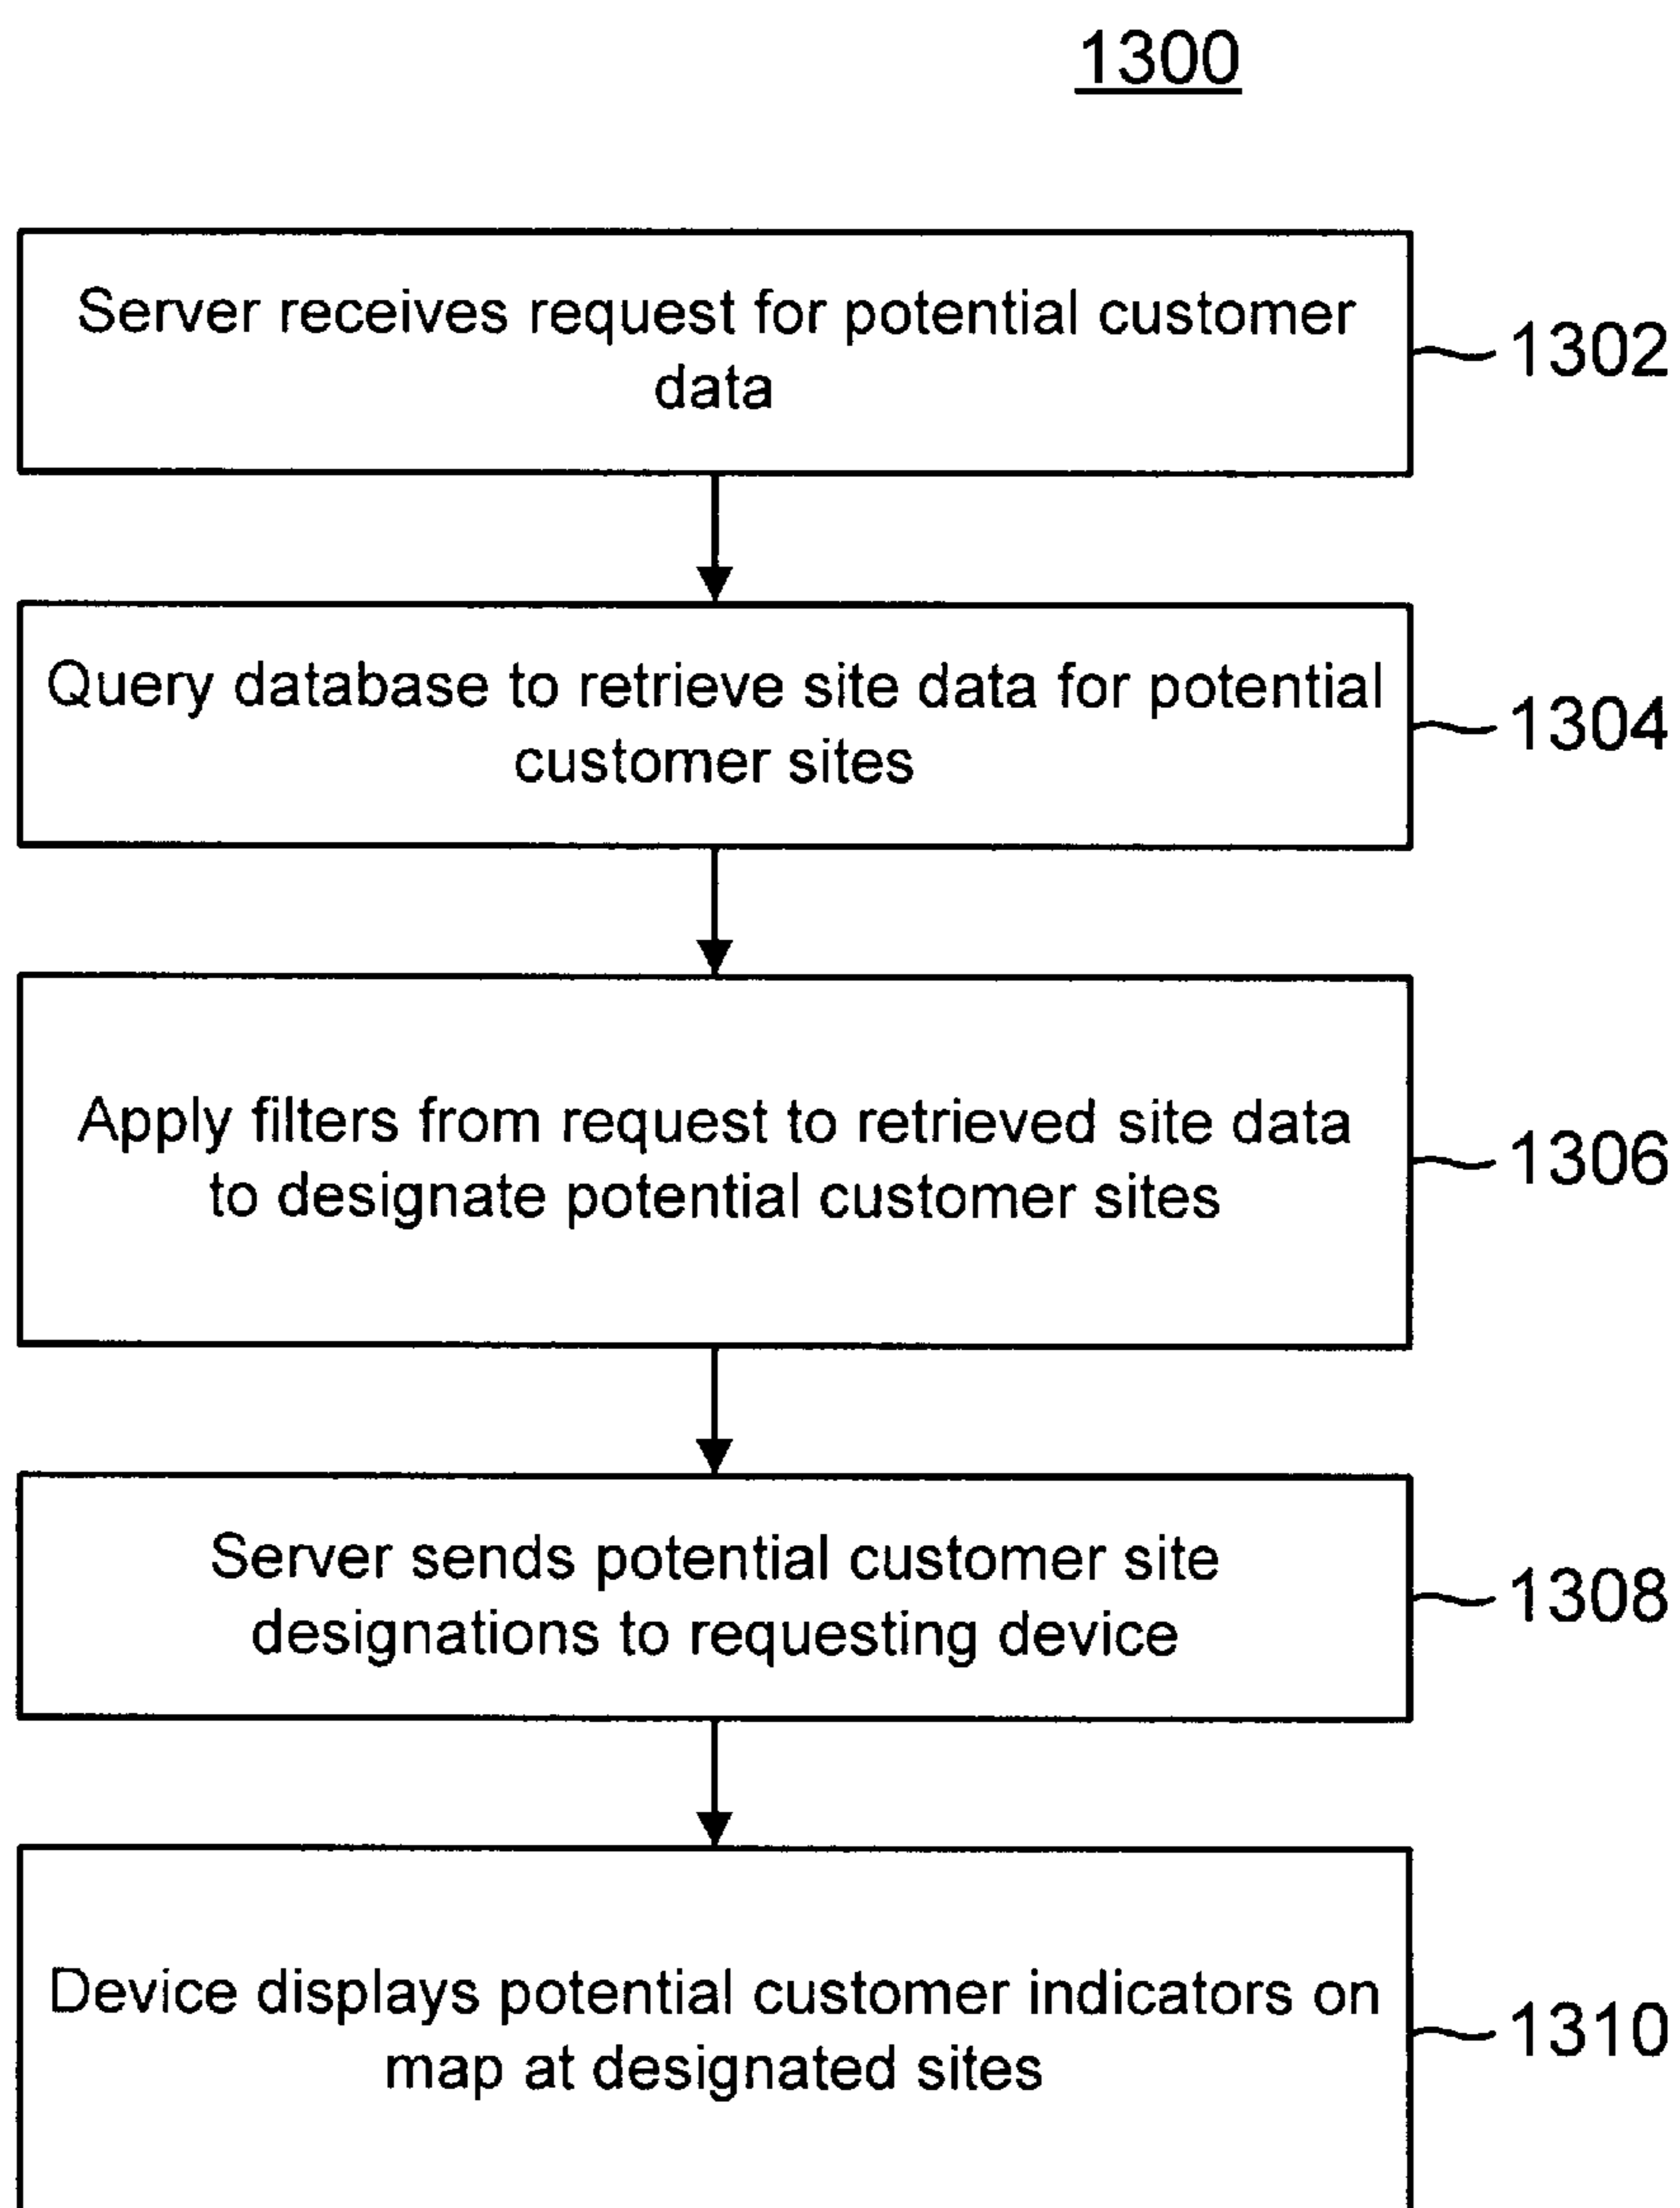 1300
Server receives request for potential customer
data
1302
Query database to retrieve site data for potential
customer sites
1304
Apply filters from request to retrieved site data
to designate potential customer sites
1306
Server sends potential customer site
designations to requesting device
1308
Device displays potential customer indicators on
map at designated sites
1310